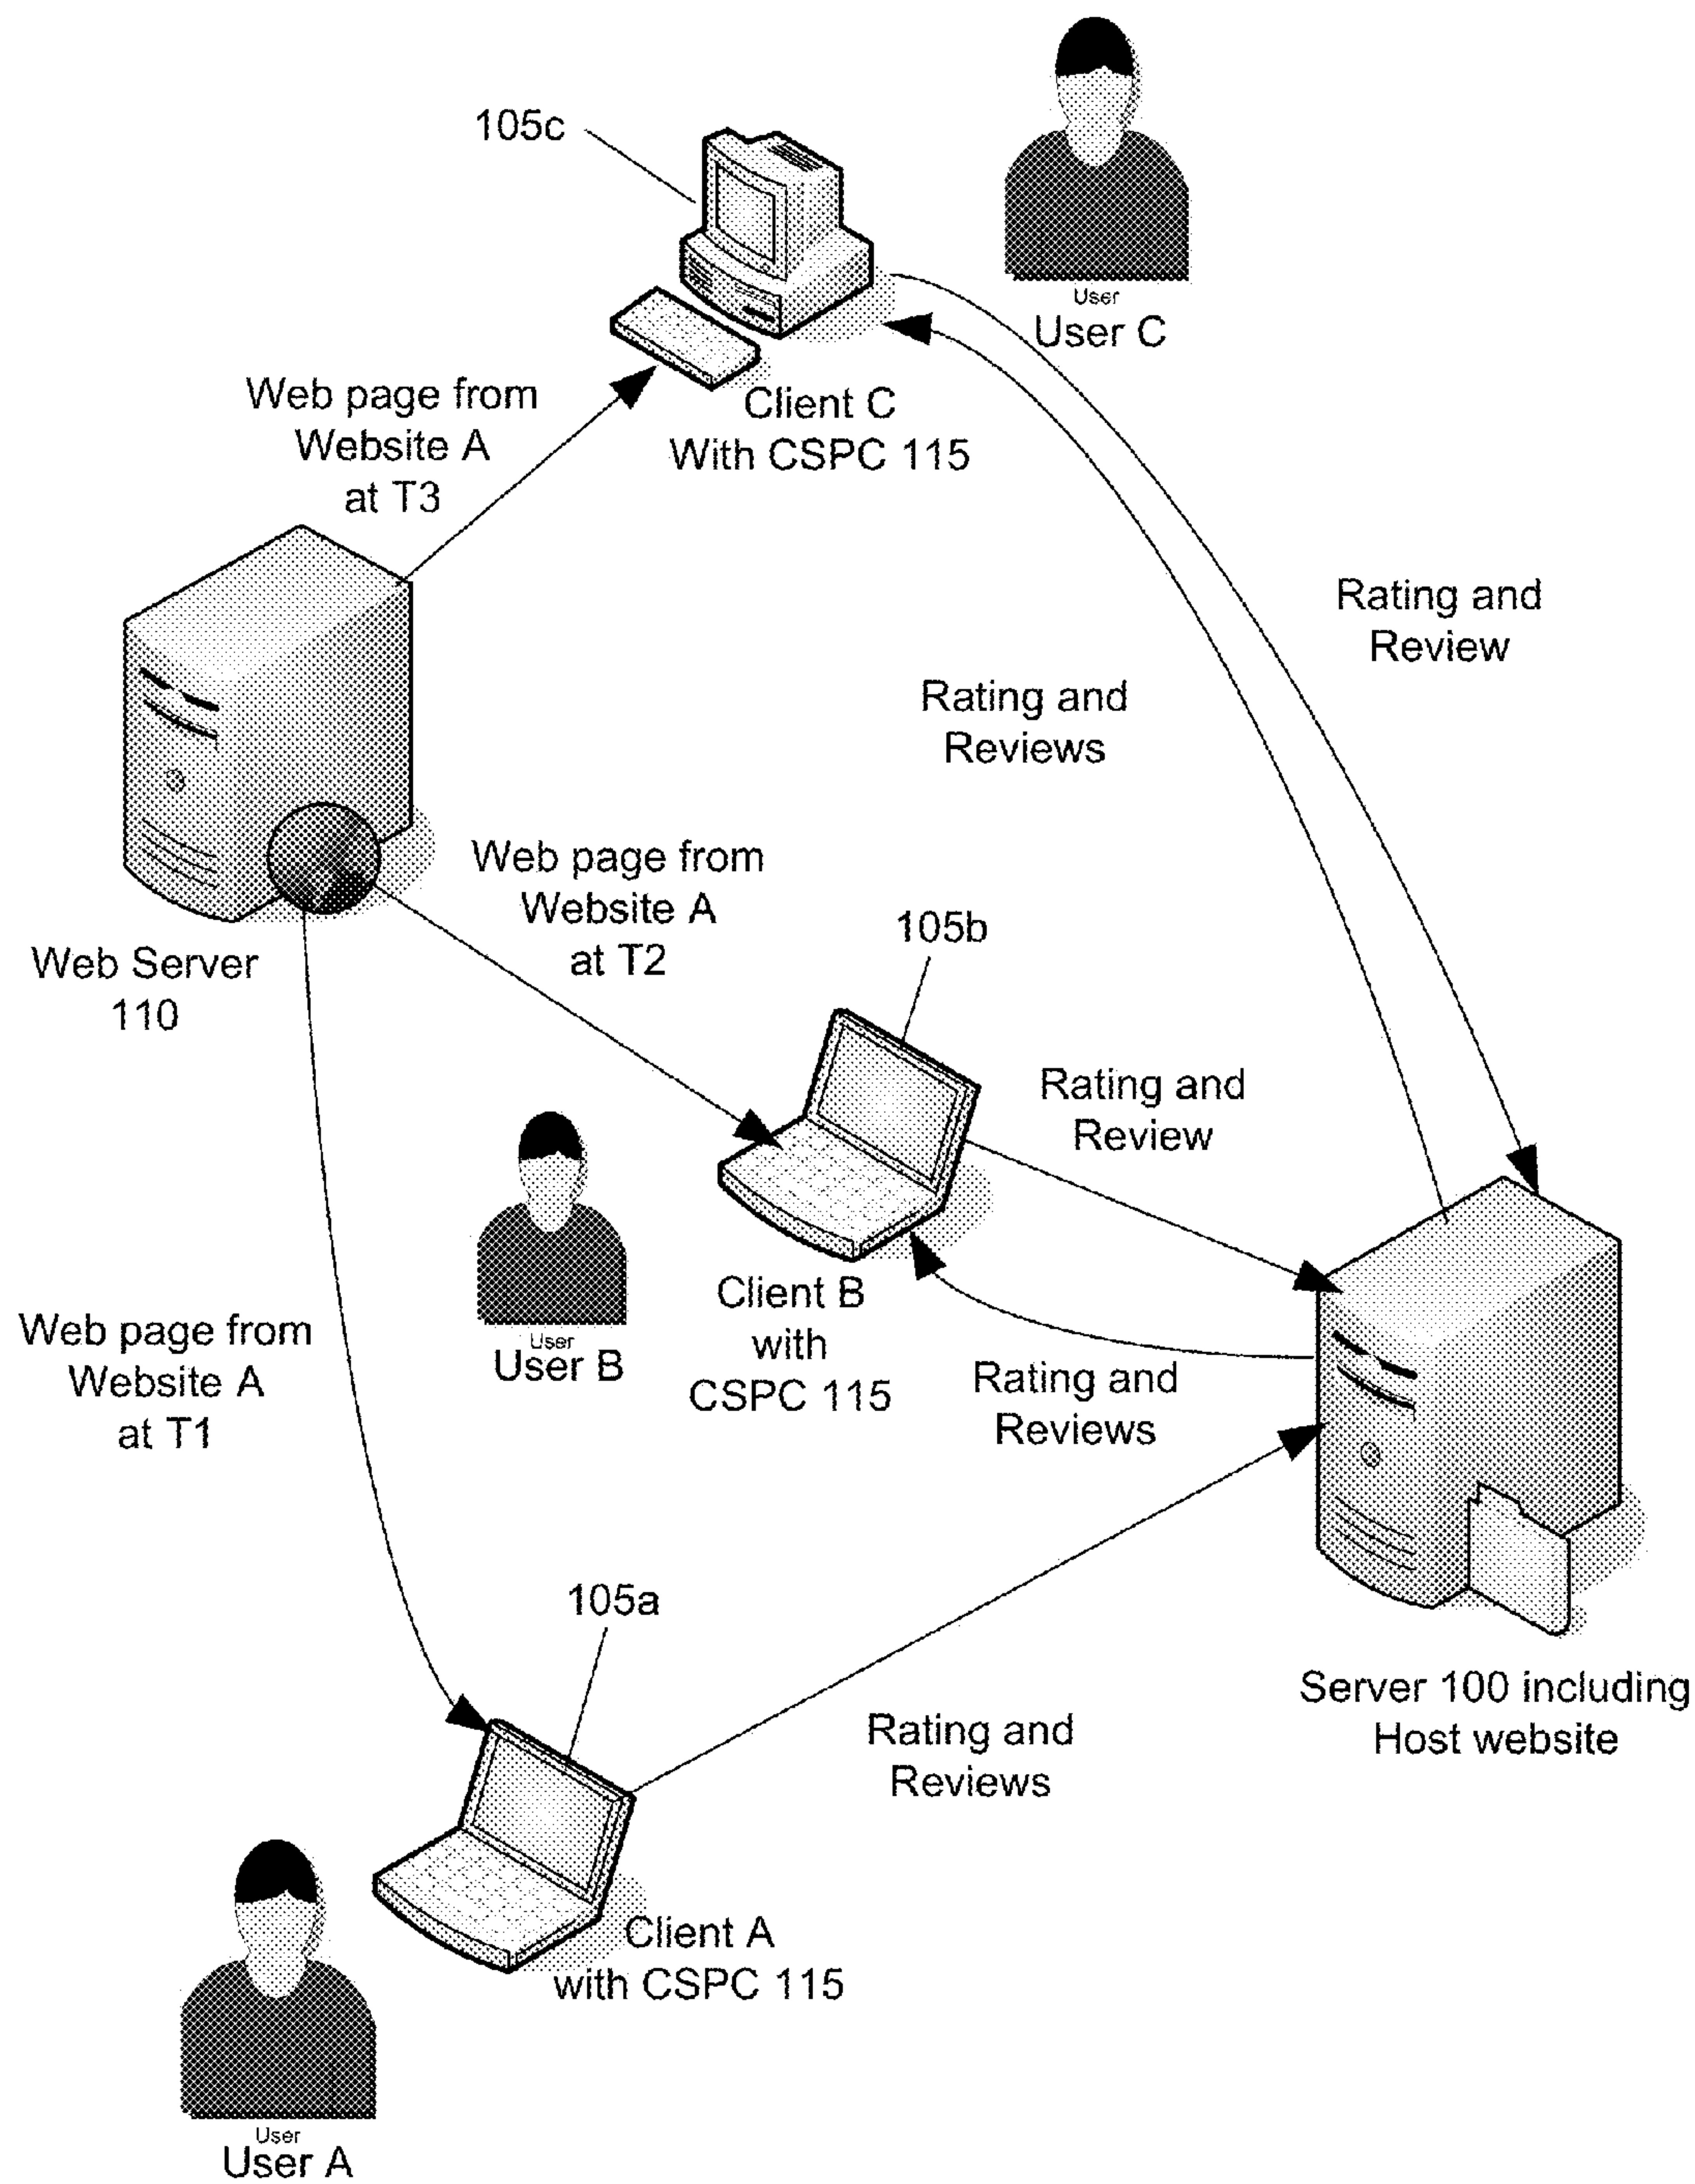 105c
User
User C
Web page from
Website A
at T3
Client C
With CSPC 115
Rating and
Review
Rating and
Reviews
Web page from
Website A
at T2
105b
Web Server
110
Rating and
Review
User
User B
Client B
with
CSPC 115
Web page from
Website A
at T1
Rating and
Reviews
105a
Server 100 including
Host website
Rating and
Reviews
Client A
with CSPC 115
User
User A